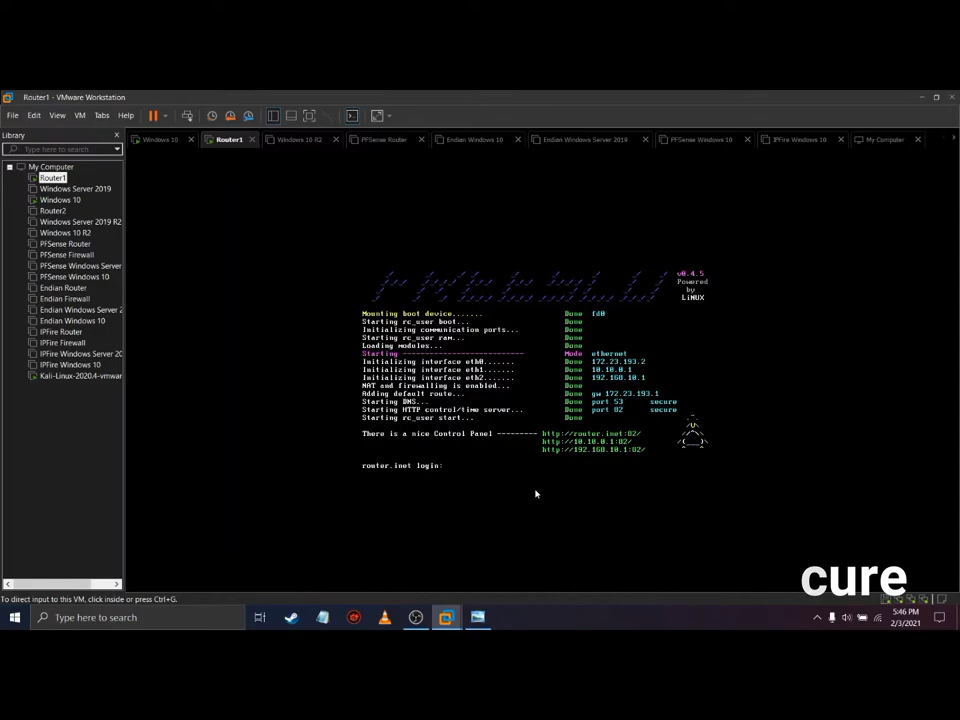 Router1 - VMware Workstation
File Edit View VM Tabs Help
Library
Type here to search
My Computer
Router1
Windows Server 2019
Windows 10
Router2
Windows Server 2019 R2
Windows 10 R2
PFSense Router
PFSense Firewall
PFSense Windows Server
PFSense Windows 10
Endian Router
Endian Firewall
Endian Windows Server 2
Endian Windows 10
IPFire Router
IPFire Firewall
IPFire Windows Server 20
IPFire Windows 10
Kali-Linux-2020.4-vmwar
Windows 10 Router1 Windows 10 R2 PFSense Router Endian Windows 10 Endian Windows Server 2019 PFSense Windows 10 IPFire Windows 10 My Computer
v0.4.5
Powered
by
LiNUX
Mounting boot device....... Done fd0
Starting rc_user boot... Done
Initializing communication ports... Done
Starting rc_user ram... Done
Loading modules... Done
Starting -------------------------- Mode ethernet
Initializing interface eth0....... Done 172.23.193.2
Initializing interface eth1....... Done 10.10.0.1
Initializing interface eth2....... Done 192.168.10.1
NAT and firewalling is enabled... Done
Adding default route... Done gw 172.23.193.1
Starting DNS... Done port 53 secure
Starting HTTP control/time server... Done port 82 secure
Starting rc_user start... Done
There is a nice Control Panel --------- http://router.inet:82/
http://10.10.0.1:82/
http://192.168.10.1:82/
router.inet login:
cure
To direct input to this VM, click inside or press Ctrl+G.
Type here to search
5:46 PM
2/3/2021